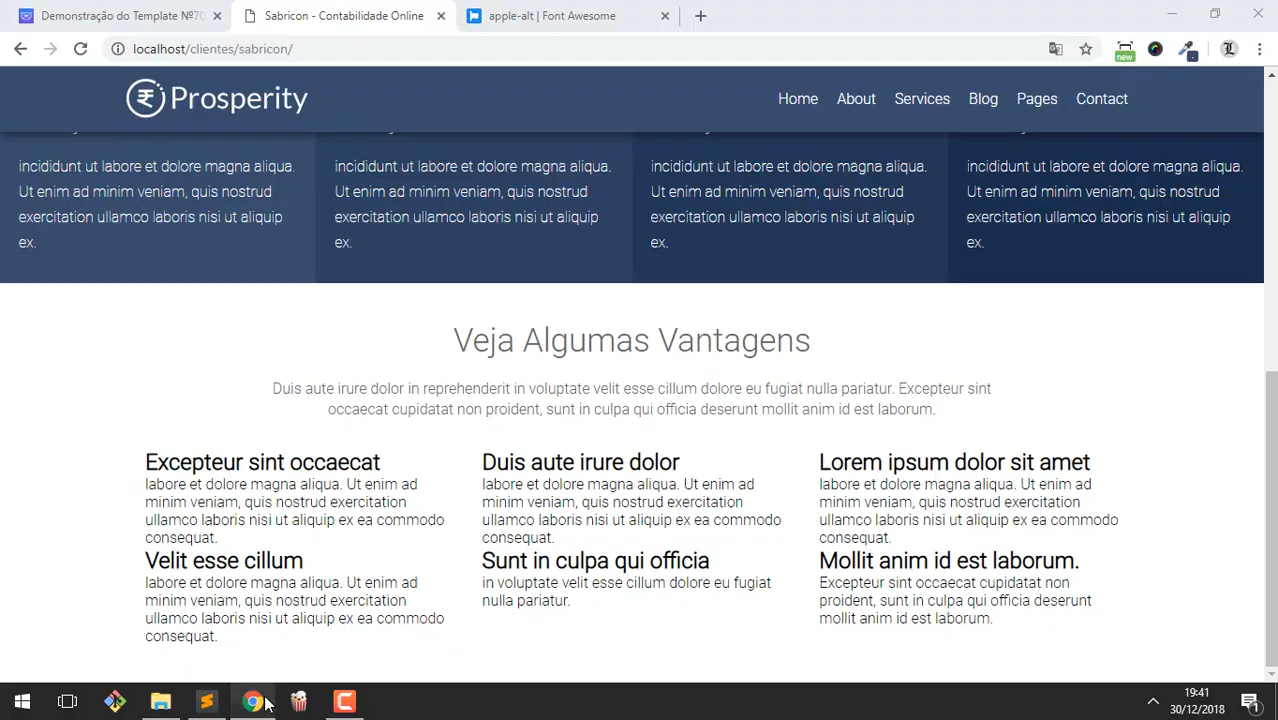 Demonstração do Template Nº70
Sabricon - Contabilidade Online
apple-alt | Font Awesome
localhost/clientes/sabricon/
new
Prosperity
Home About Services Blog Pages Contact
incididunt ut labore et dolore magna aliqua. incididunt ut labore et dolore magna aliqua. incididunt ut labore et dolore magna aliqua. incididunt ut labore et dolore magna aliqua.
Ut enim ad minim veniam, quis nostrud Ut enim ad minim veniam, quis nostrud Ut enim ad minim veniam, quis nostrud Ut enim ad minim veniam, quis nostrud
exercitation ullamco laboris nisi ut aliquip exercitation ullamco laboris nisi ut aliquip exercitation ullamco laboris nisi ut aliquip exercitation ullamco laboris nisi ut aliquip
ex. ex. ex. ex.
Veja Algumas Vantagens
Duis aute irure dolor in reprehenderit in voluptate velit esse cillum dolore eu fugiat nulla pariatur. Excepteur sint
occaecat cupidatat non proident, sunt in culpa qui officia deserunt mollit anim id est laborum.
Excepteur sint occaecat
labore et dolore magna aliqua. Ut enim ad
minim veniam, quis nostrud exercitation
ullamco laboris nisi ut aliquip ex ea commodo
consequat.
Duis aute irure dolor
labore et dolore magna aliqua. Ut enim ad
minim veniam, quis nostrud exercitation
ullamco laboris nisi ut aliquip ex ea commodo
consequat.
Lorem ipsum dolor sit amet
labore et dolore magna aliqua. Ut enim ad
minim veniam, quis nostrud exercitation
ullamco laboris nisi ut aliquip ex ea commodo
consequat.
Velit esse cillum
labore et dolore magna aliqua. Ut enim ad
minim veniam, quis nostrud exercitation
ullamco laboris nisi ut aliquip ex ea commodo
consequat.
Sunt in culpa qui officia
in voluptate velit esse cillum dolore eu fugiat
nulla pariatur.
Mollit anim id est laborum.
Excepteur sint occaecat cupidatat non
proident, sunt in culpa qui officia deserunt
mollit anim id est laborum.
19:41
30/12/2018
1